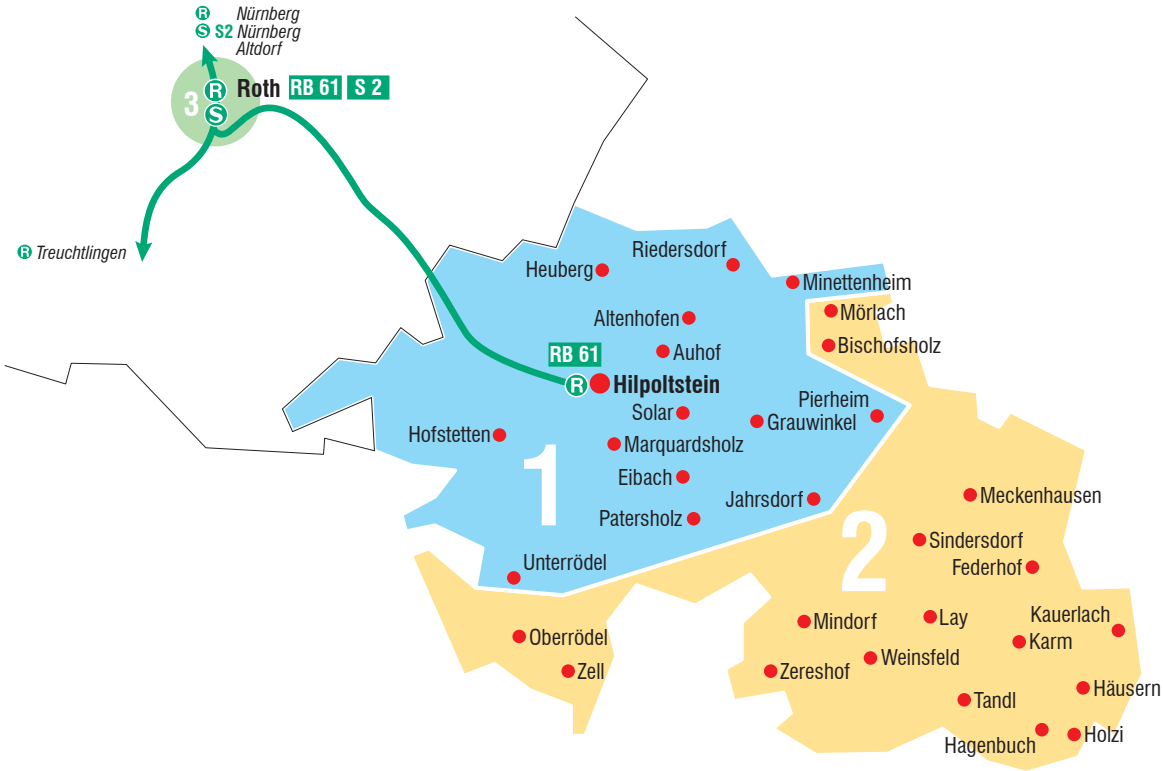 R Nürnberg
S S2 Nürnberg
Altdorf
3 R S Roth RB 61 S 2
R Treuchtlingen
Riedersdorf
Heuberg
Minettenheim
Mörlach
Altenhofen
Bischofsholz
RB 61 Auhof
R Hilpoltstein
Pierheim
Solar
Grauwinkel
Hofstetten
Marquardsholz
1
Eibach
Jahrsdorf
Meckenhausen
Patersholz
2
Sindersdorf
Unterrödel
Federhof
Kauerlach
Mindorf
Lay
Oberrödel
Karm
Weinsfeld
Zell
Zereshof
Häusern
Tandl
Holzi
Hagenbuch